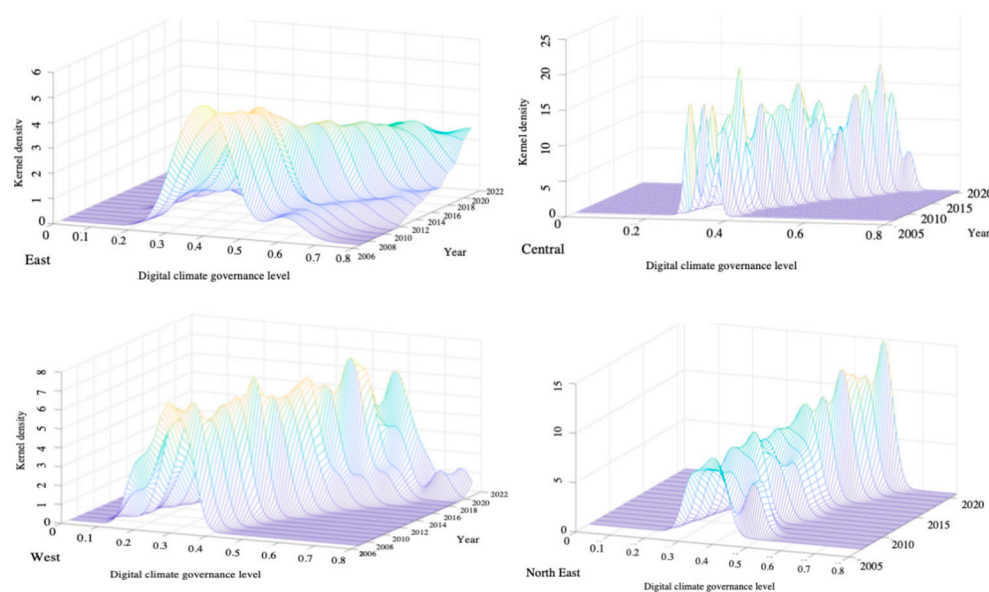 6
5
4
3
2
1
0
Kernel density
0 0.1 0.2 0.3 0.4 0.5 0.6 0.7 0.8
2006 2008 2010 2012 2014 2016 2018 2020 2022
Year
East
Digital climate governance level
25
20
15
10
5
0
Kernel density
0.2 0.4 0.6 0.8
2005 2010 2015 2020
Year
Central
Digital climate governance level
8
7
6
5
4
3
2
1
0
Kernel density
0 0.1 0.2 0.3 0.4 0.5 0.6 0.7 0.8
2006 2008 2010 2012 2014 2016 2018 2020 2022
Year
West
Digital climate governance level
15
10
5
0
0 0.1 0.2 0.3 0.4 0.5 0.6 0.7 0.8
2005 2010 2015 2020
North East
Digital climate governance level